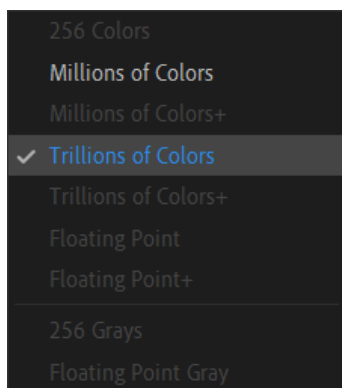 256 Colors
Millions of Colors
Millions of Colors+
Trillions of Colors
Trillions of Colors+
Floating Point
Floating Point+
256 Grays
Floating Point Gray